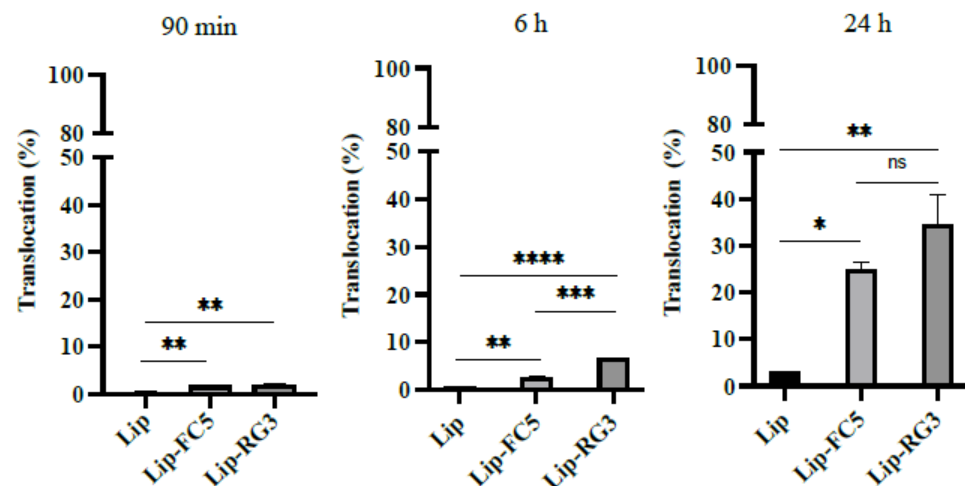 90 min
Translocation (%)
100
80
50
40
30
20
10
0
**
**
Lip
Lip-FC5
Lip-RG3
6 h
Translocation (%)
100
80
50
40
30
20
10
0
****
***
**
Lip
Lip-FC5
Lip-RG3
24 h
Translocation (%)
100
80
50
40
30
20
10
0
**
ns
*
Lip
Lip-FC5
Lip-RG3